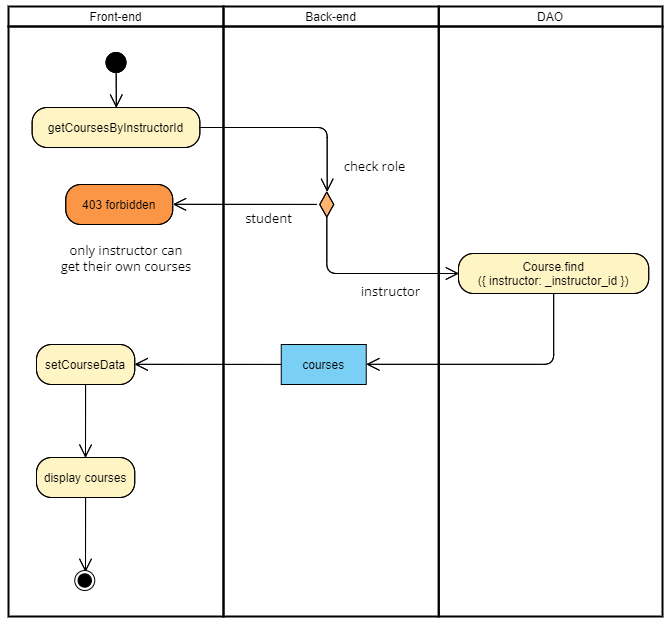 Front-end
Back-end
DAO
getCoursesByInstructorId
check role
403 forbidden
student
only instructor can
get their own courses
Course.find
({ instructor: _instructor_id })
instructor
setCourseData
courses
display courses